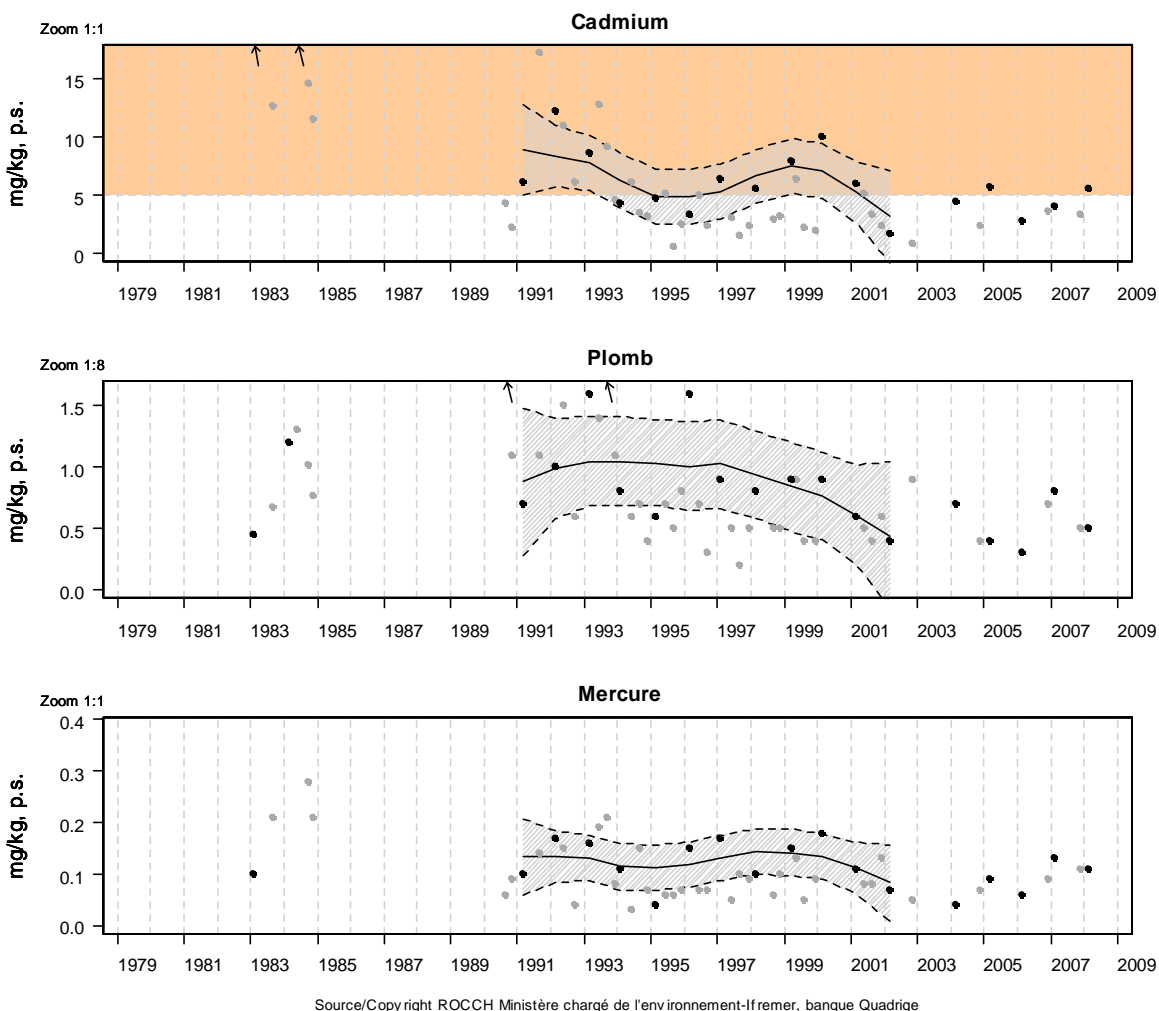 Cadmium
Zoom 1:1
mg/kg, p.s.
15
10
5
0
1979 1981 1983 1985 1987 1989 1991 1993 1995 1997 1999 2001 2003 2005 2007 2009
Plomb
Zoom 1:8
mg/kg, p.s.
1.5
1.0
0.5
0.0
1979 1981 1983 1985 1987 1989 1991 1993 1995 1997 1999 2001 2003 2005 2007 2009
Mercure
Zoom 1:1
mg/kg, p.s.
0.4
0.3
0.2
0.1
0.0
1979 1981 1983 1985 1987 1989 1991 1993 1995 1997 1999 2001 2003 2005 2007 2009
Source/Copyright ROCCH Ministère chargé de l'environnement-Ifremer, banque Quadrige